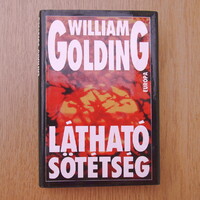 WILLIAM
GOLDING
EURÓPA
LÁTHATÓ
SÖTÉTSÉG